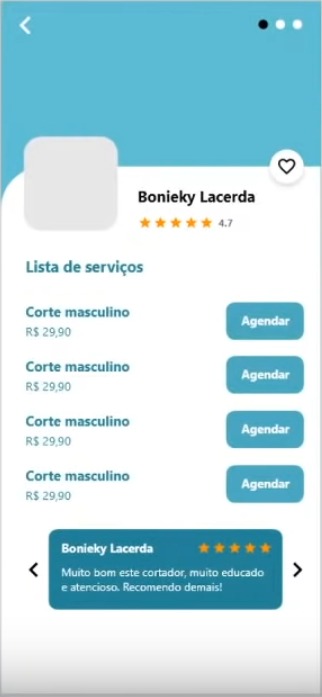 Bonieky Lacerda
4.7
Lista de serviços
Corte masculino
R$ 29,90
Agendar
Corte masculino
R$ 29,90
Agendar
Corte masculino
R$ 29,90
Agendar
Corte masculino
R$ 29,90
Agendar
Bonieky Lacerda
Muito bom este cortador, muito educado
e atencioso. Recomendo demais!